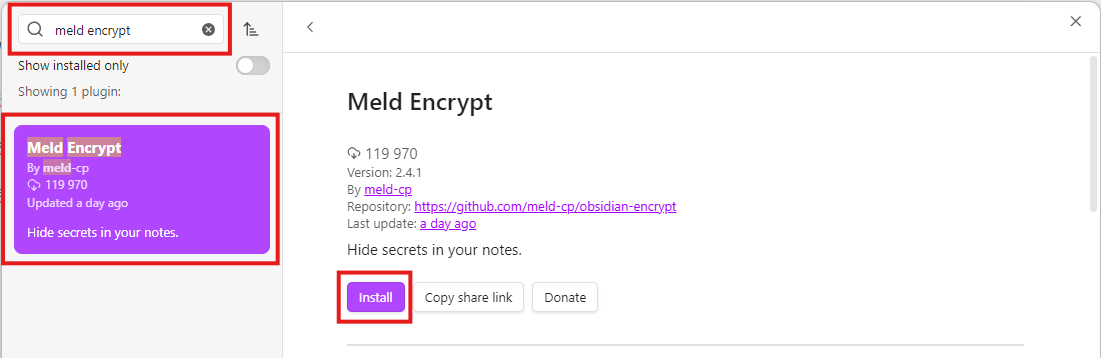 meld encrypt
Show installed only
Showing 1 plugin:
Meld Encrypt
By meld-cp
119 970
Updated a day ago
Hide secrets in your notes.
Meld Encrypt
119 970
Version: 2.4.1
By meld-cp
Repository: https://github.com/meld-cp/obsidian-encrypt
Last update: a day ago
Hide secrets in your notes.
Install
Copy share link
Donate